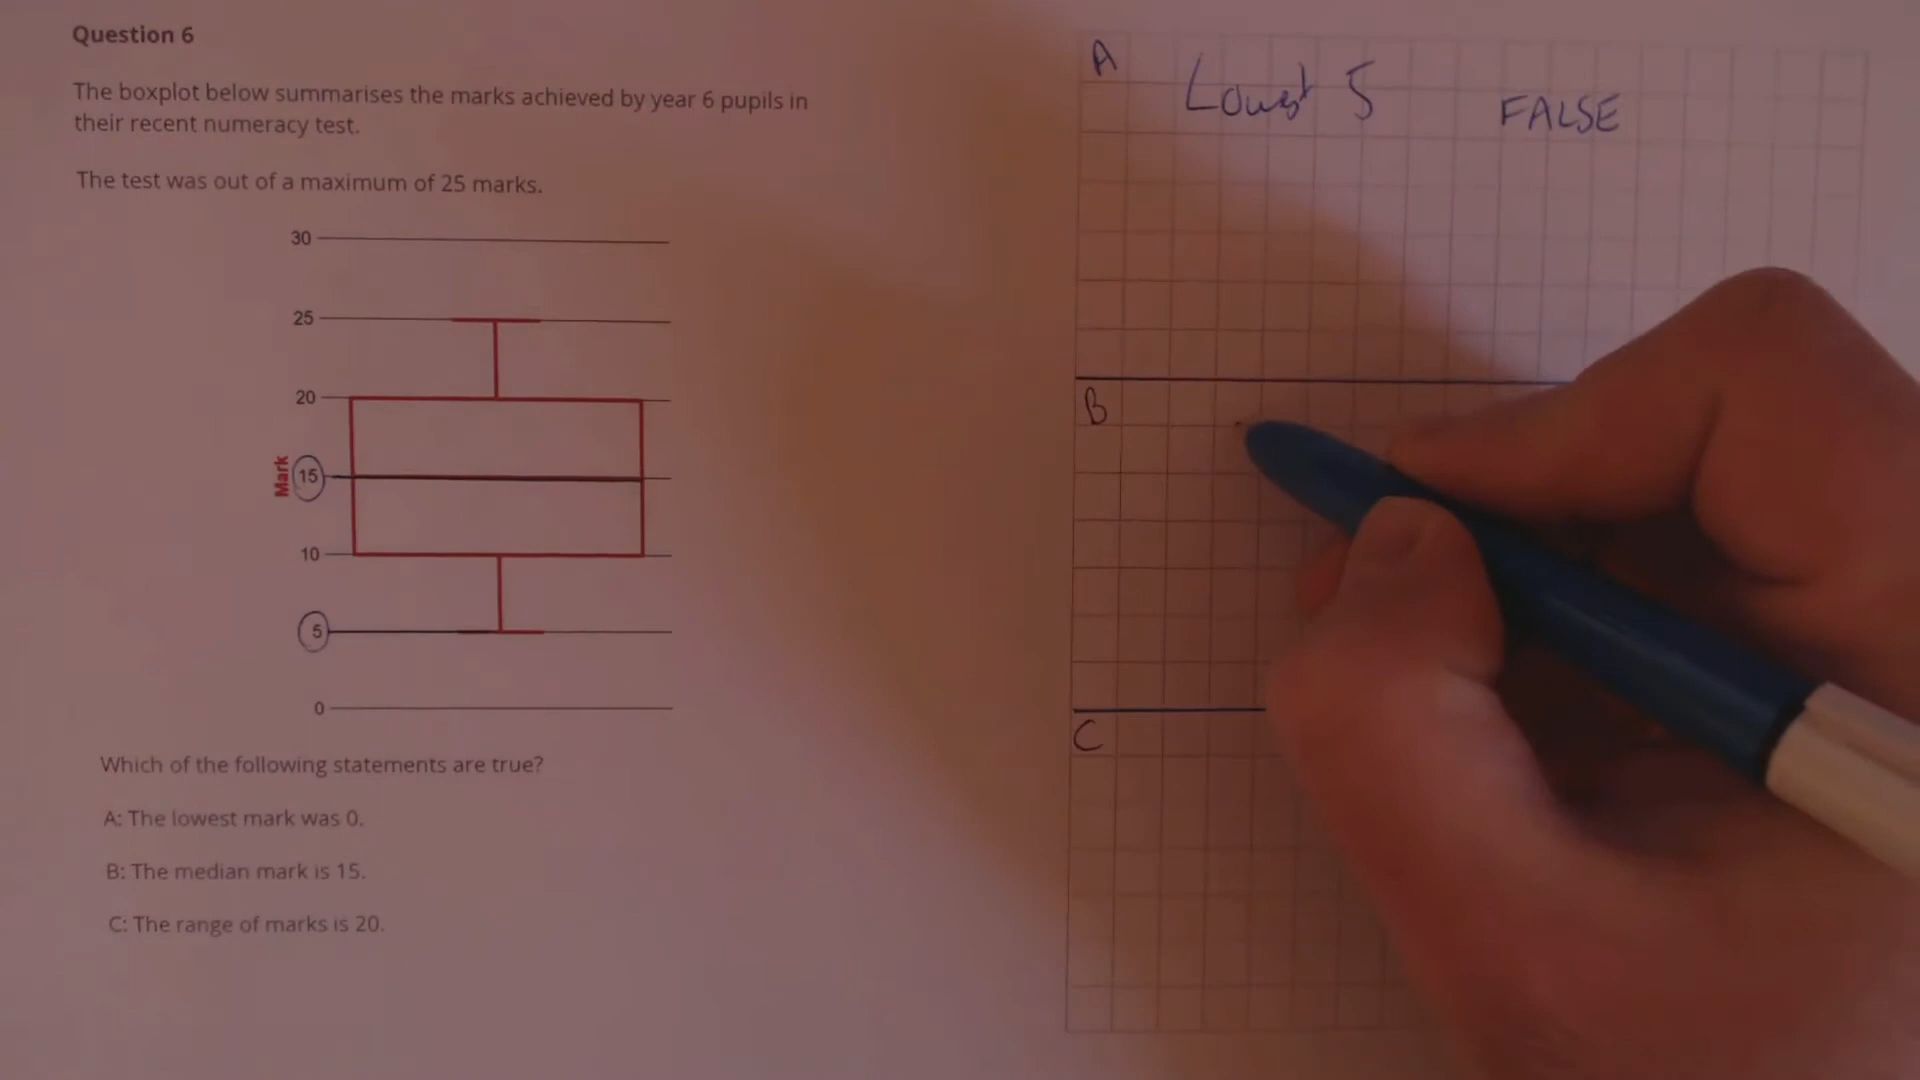 Question 6
The boxplot below summarises the marks achieved by year 6 pupils in
their recent numeracy test.
The test was out of a maximum of 25 marks.
30
25
20
Mark
15
10
5
0
Which of the following statements are true?
A: The lowest mark was 0.
B: The median mark is 15.
C: The range of marks is 20.
A
Lowest 5 FALSE
B
C